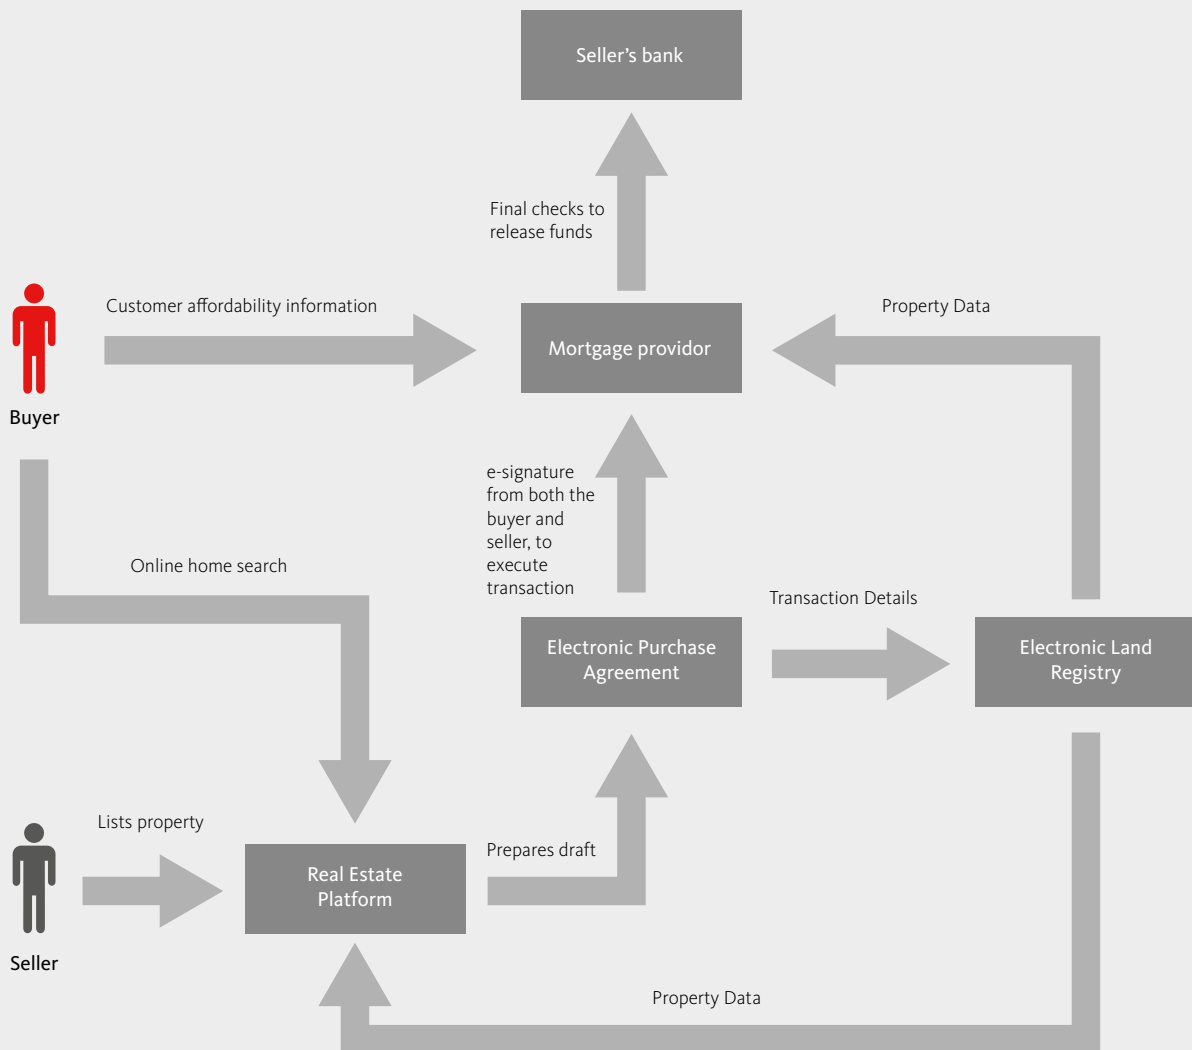 Seller's bank
Final checks to
release funds
Customer affordability information
Property Data
Mortgage providor
Buyer
e-signature
from both the
buyer and
seller, to
execute
transaction
Online home search
Transaction Details
Electronic Purchase
Agreement
Electronic Land
Registry
Lists property
Prepares draft
Real Estate
Platform
Seller
Property Data